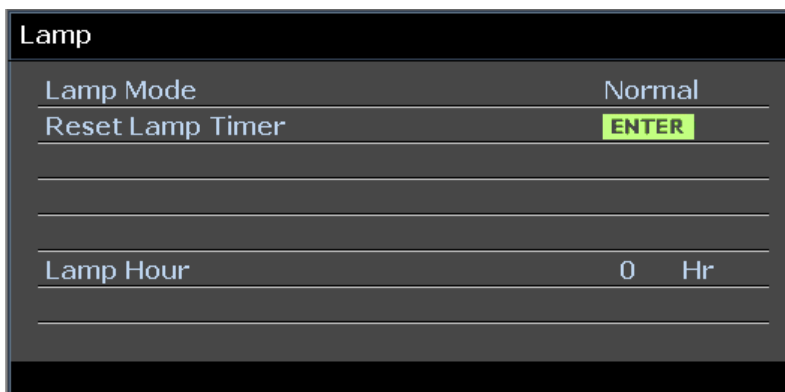 Lamp
Lamp Mode Normal
Reset Lamp Timer ENTER
Lamp Hour 0 Hr